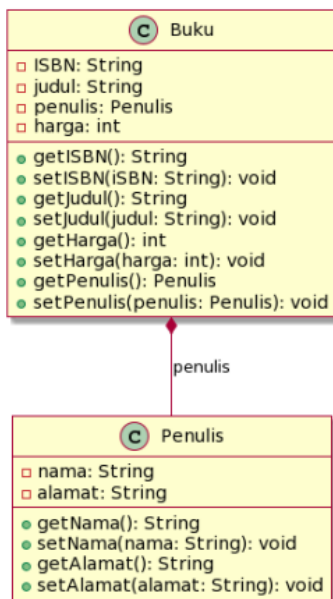 C Buku
ISBN: String
judul: String
penulis: Penulis
harga: int
getISBN(): String
setISBN(iSBN: String): void
getJudul(): String
setJudul(judul: String): void
getHarga(): int
setHarga(harga: int): void
getPenulis(): Penulis
setPenulis(penulis: Penulis): void
penulis
C Penulis
nama: String
alamat: String
getNama(): String
setNama(nama: String): void
getAlamat(): String
setAlamat(alamat: String): void